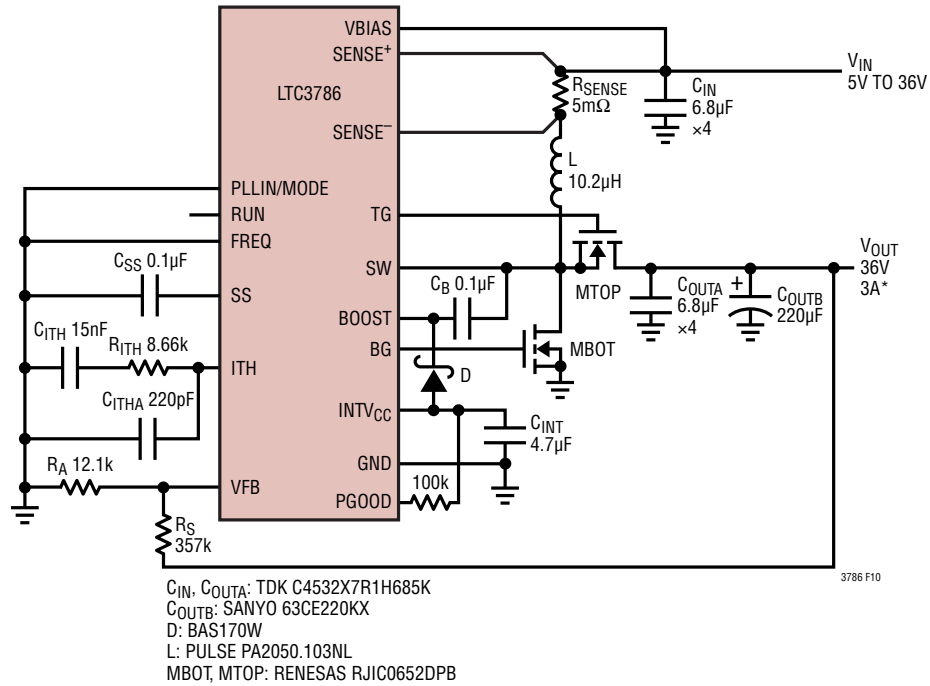 VBIAS
SENSE+
LTC3786
SENSE–
PLLIN/MODE
RUN
FREQ
SS
ITH
VFB
TG
SW
BOOST
BG
INTVCC
GND
PGOOD
CSS 0.1µF
CITH 15nF
RITH 8.66k
CITHA 220pF
RA 12.1k
RS
357k
VIN
5V TO 36V
RSENSE
5mΩ
CIN
6.8µF
×4
L
10.2µH
MTOP
VOUT
36V
3A*
COUTA
6.8µF
×4
+
COUTB
220µF
CB 0.1µF
MBOT
D
CINT
4.7µF
100k
3786 F10
CIN, COUTA: TDK C4532X7R1H685K
COUTB: SANYO 63CE220KX
D: BAS170W
L: PULSE PA2050.103NL
MBOT, MTOP: RENESAS RJIC0652DPB